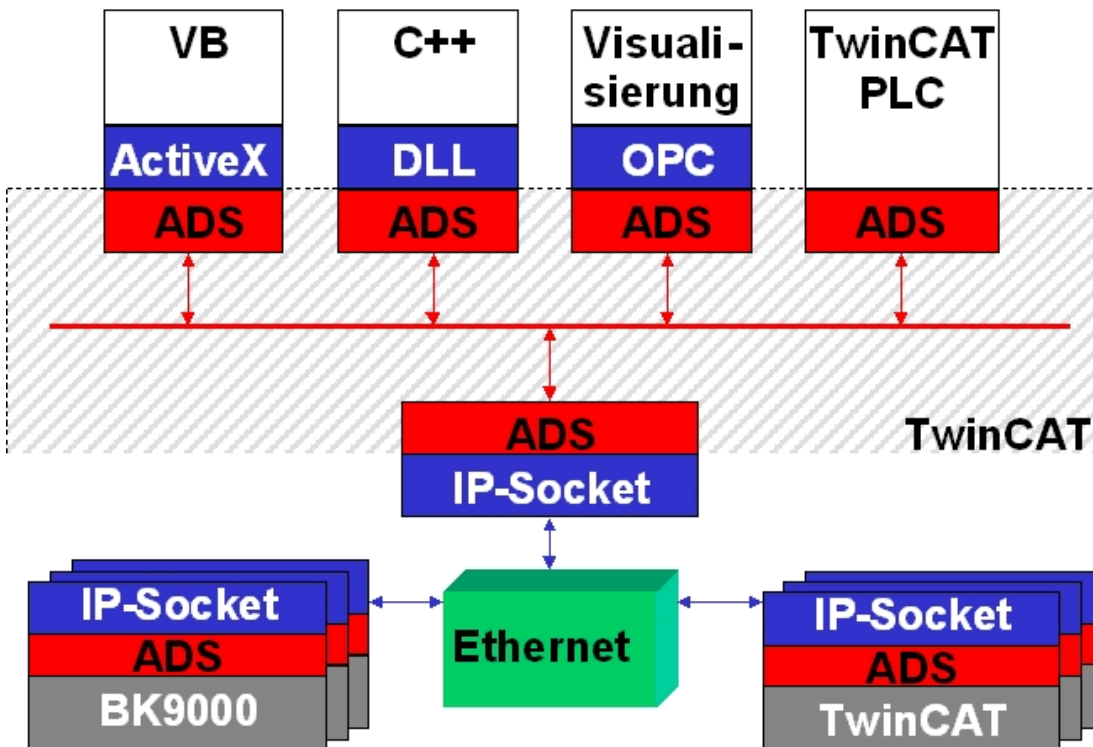 VB
ActiveX
ADS
C++
DLL
ADS
Visuali-
sierung
OPC
ADS
TwinCAT
PLC
ADS
ADS
IP-Socket
TwinCAT
IP-Socket
ADS
BK9000
Ethernet
IP-Socket
ADS
TwinCAT